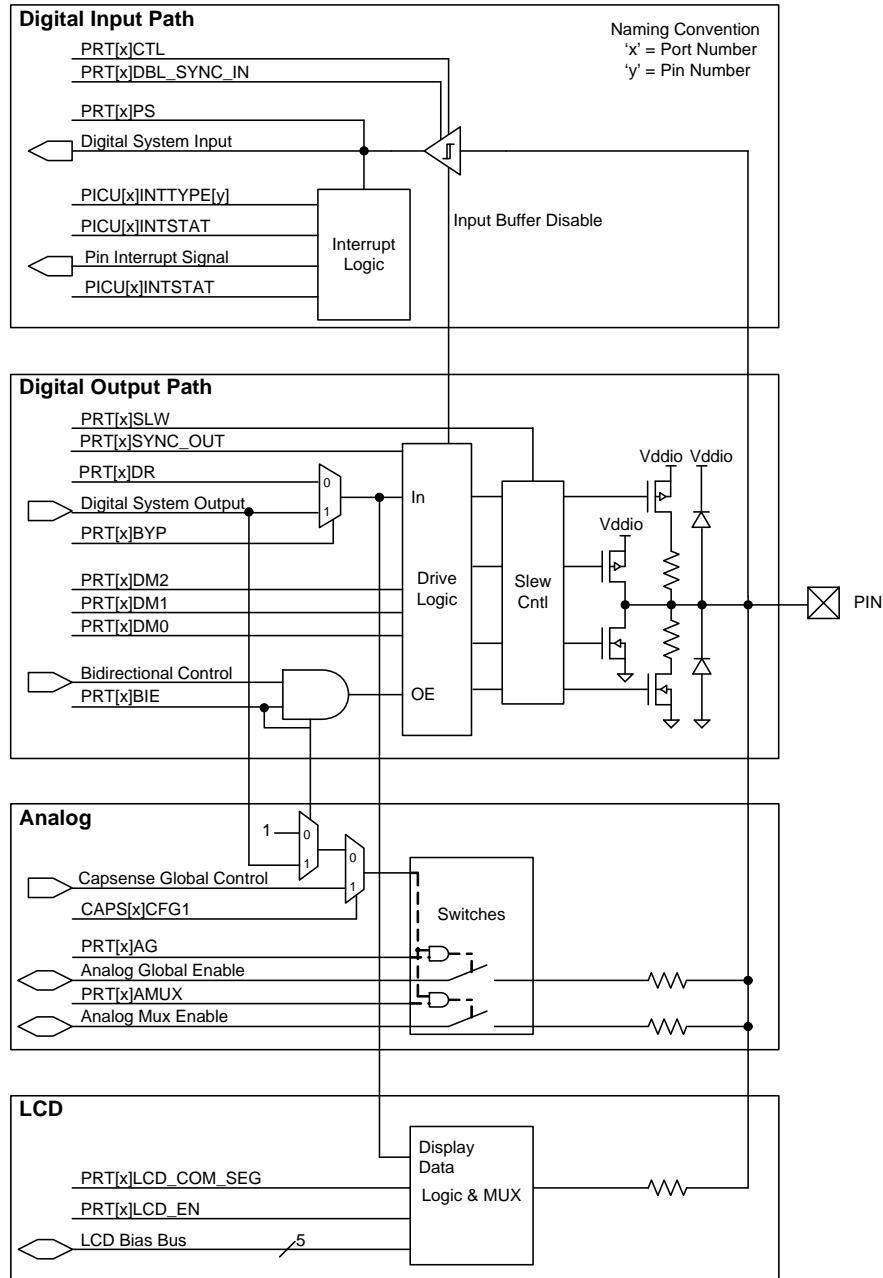 Digital Input Path
Naming Convention
‘x’ = Port Number
‘y’ = Pin Number
PRT[x]CTL
PRT[x]DBL_SYNC_IN
PRT[x]PS
Digital System Input
PICU[x]INTTYPE[y]
PICU[x]INTSTAT
Pin Interrupt Signal
PICU[x]INTSTAT
Interrupt
Logic
Input Buffer Disable
Digital Output Path
PRT[x]SLW
PRT[x]SYNC_OUT
PRT[x]DR
Digital System Output
PRT[x]BYP
0
1
PRT[x]DM2
PRT[x]DM1
PRT[x]DM0
Bidirectional Control
PRT[x]BIE
In
Drive
Logic
OE
Slew
Cntl
Vddio
Vddio
Vddio
PIN
Analog
1
0
1
0
1
Capsense Global Control
CAPS[x]CFG1
PRT[x]AG
Analog Global Enable
PRT[x]AMUX
Analog Mux Enable
Switches
LCD
PRT[x]LCD_COM_SEG
PRT[x]LCD_EN
LCD Bias Bus
5
Display
Data
Logic & MUX